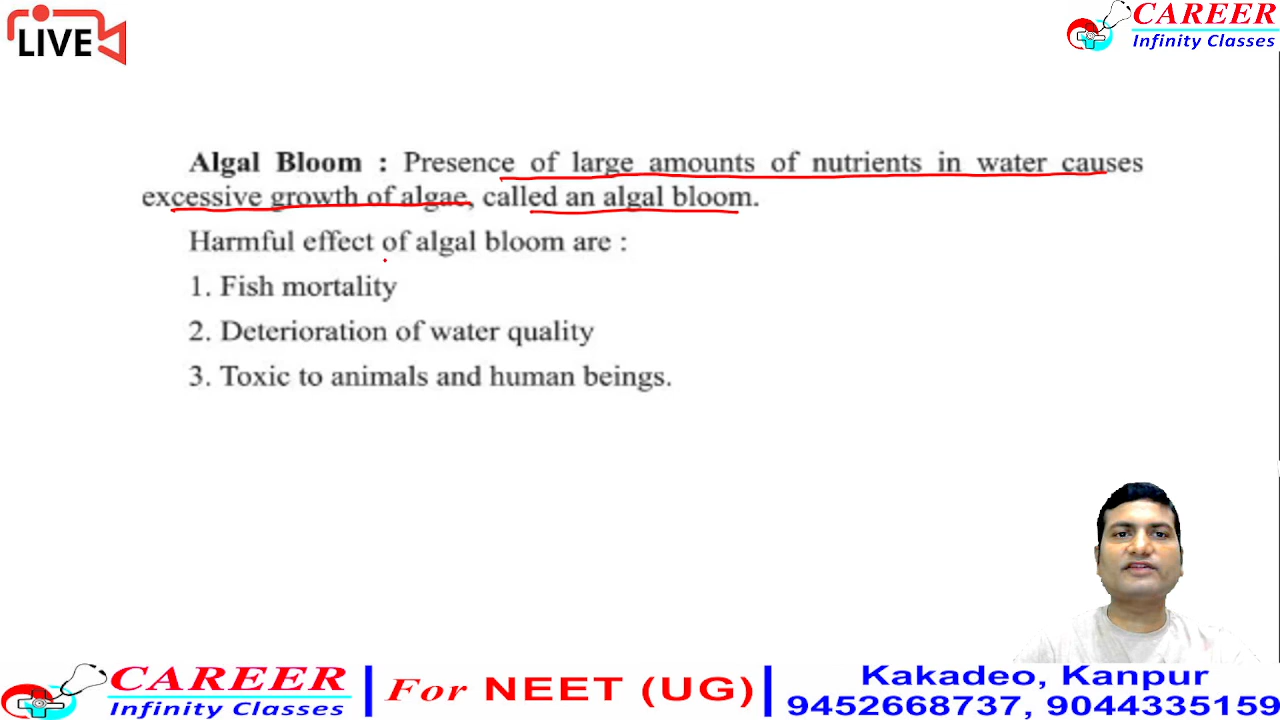 LIVE
CAREER
Infinity Classes
Algal Bloom : Presence of large amounts of nutrients in water causes
excessive growth of algae, called an algal bloom.
Harmful effect of algal bloom are :
1. Fish mortality
2. Deterioration of water quality
3. Toxic to animals and human beings.
CAREER
Infinity Classes
For NEET (UG)
Kakadeo, Kanpur
9452668737, 9044335159